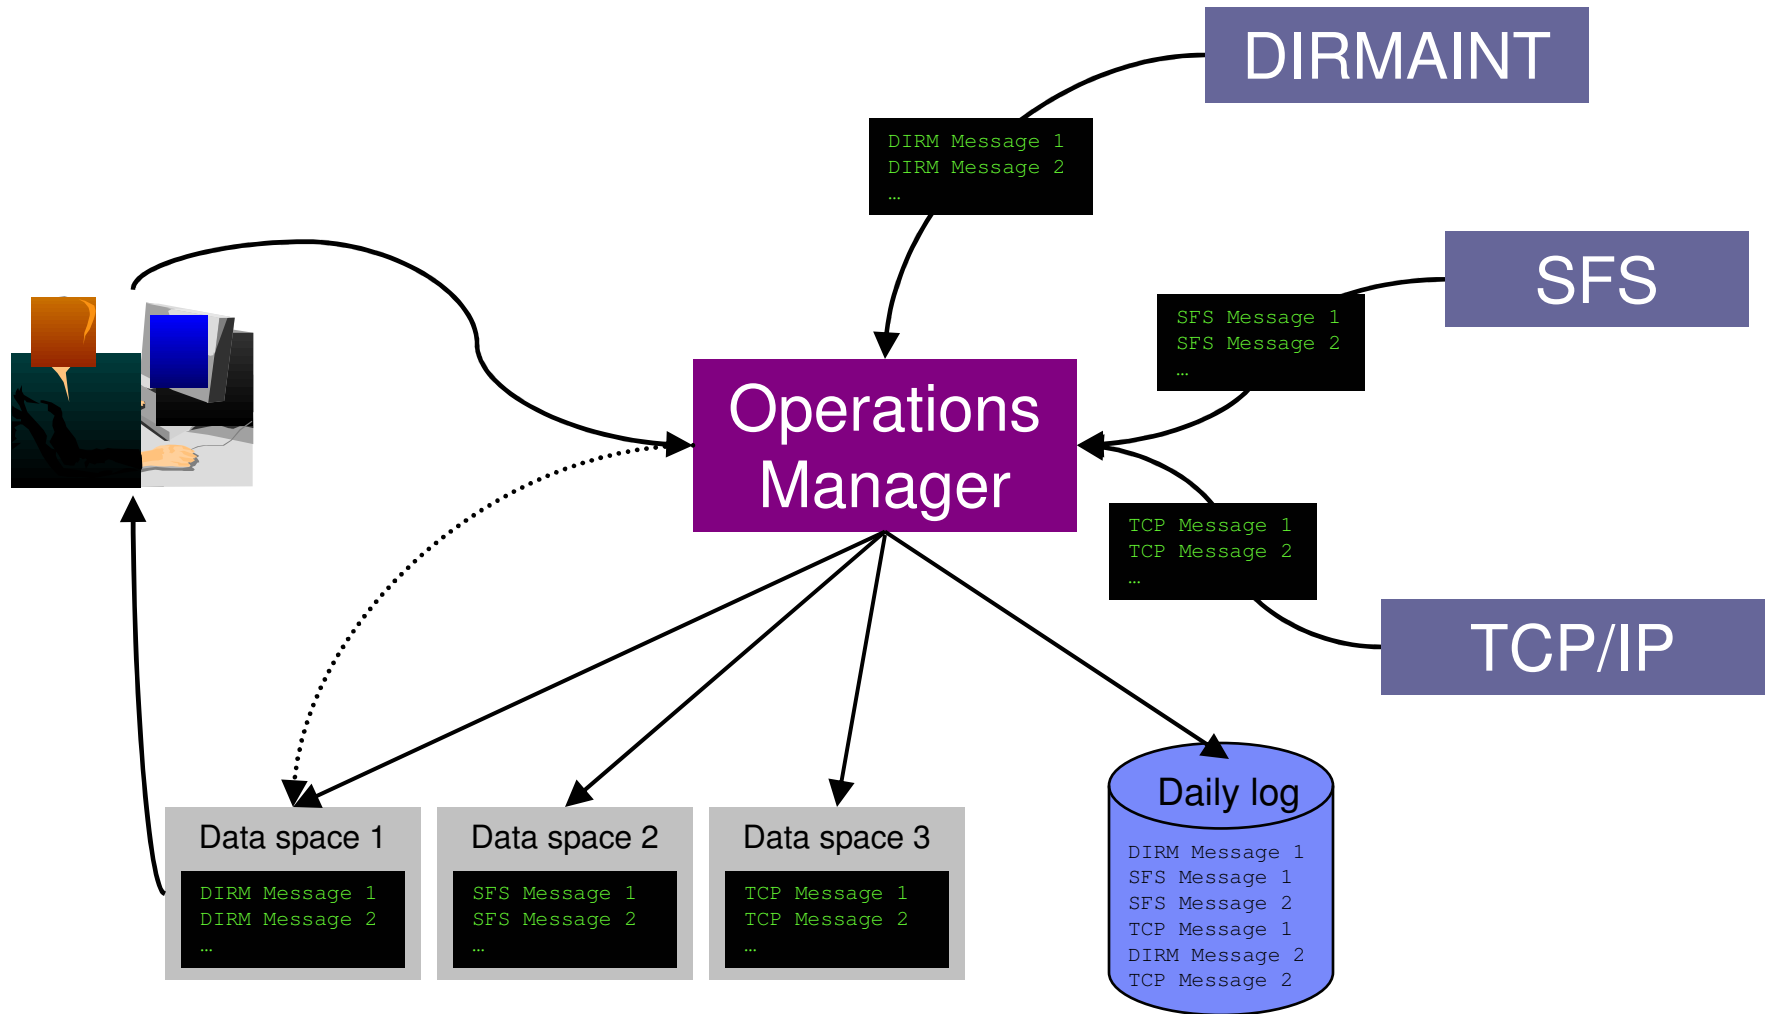 DIRMAINT
DIRM Message 1
DIRM Message 2
…
SFS
SFS Message 1
SFS Message 2
…
Operations
Manager
TCP Message 1
TCP Message 2
…
TCP/IP
Data space 1
DIRM Message 1
DIRM Message 2
…
Data space 2
SFS Message 1
SFS Message 2
…
Data space 3
TCP Message 1
TCP Message 2
…
Daily log
DIRM Message 1
SFS Message 1
SFS Message 2
TCP Message 1
DIRM Message 2
TCP Message 2